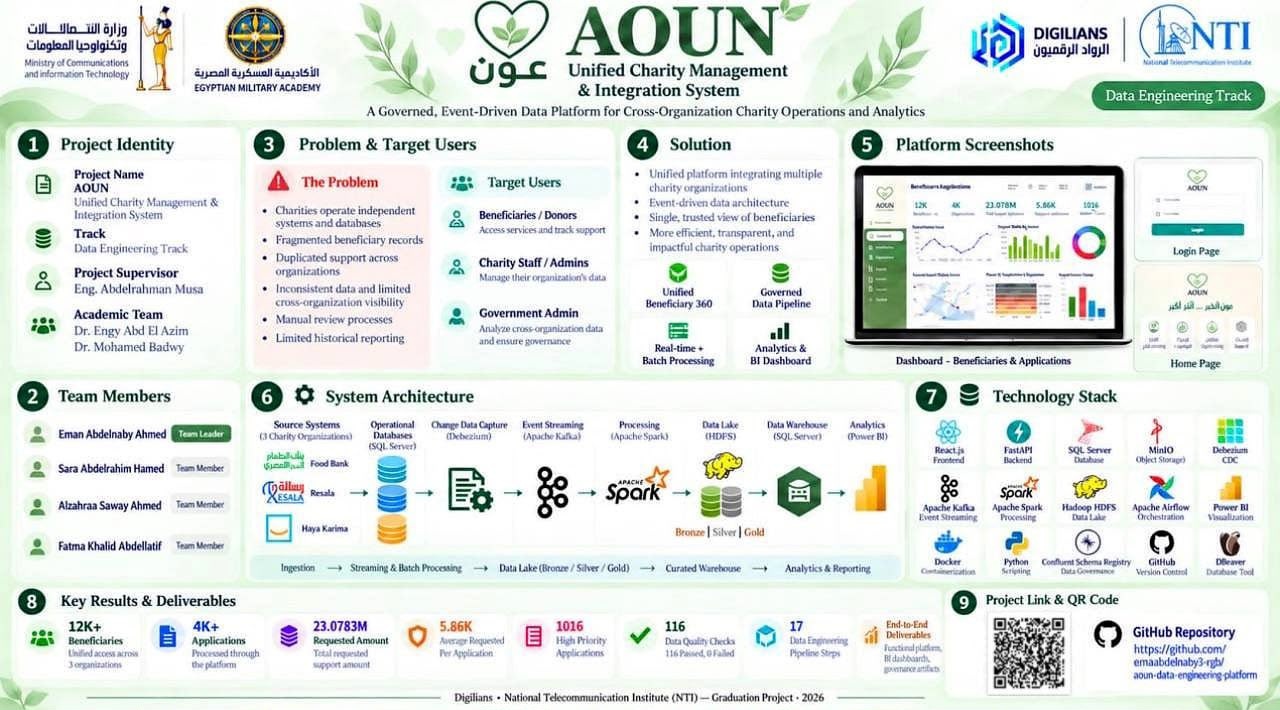 وزارة الاتصالات
وتكنولوجيا المعلومات
Ministry of Communications
and information Technology
الأكاديمية العسكرية المصرية
EGYPTIAN MILITARY ACADEMY
عون
AOUN
Unified Charity Management
& Integration System
A Governed, Event-Driven Data Platform for Cross-Organization Charity Operations and Analytics
DIGILIANS
الرواد الرقميون
NTI
National Telecommunication Institute
Data Engineering Track
1 Project Identity
Project Name
AOUN
Unified Charity Management &
Integration System
Track
Data Engineering Track
Project Supervisor
Eng. Abdelrahman Musa
Academic Team
Dr. Engy Abd El Azim
Dr. Mohamed Badwy
2 Team Members
Eman Abdelnaby Ahmed Team Leader
Sara Abdelrahim Hamed Team Member
Alzahraa Saway Ahmed Team Member
Fatma Khalid Abdellatif Team Member
3 Problem & Target Users
The Problem
• Charities operate independent
systems and databases
• Fragmented beneficiary records
• Duplicated support across
organizations
• Inconsistent data and limited
cross-organization visibility
• Manual review processes
• Limited historical reporting
Target Users
Beneficiaries / Donors
Access services and track support
Charity Staff / Admins
Manage their organization's data
Government Admin
Analyze cross-organization data
and ensure governance
4 Solution
• Unified platform integrating multiple
charity organizations
• Event-driven data architecture
• Single, trusted view of beneficiaries
• More efficient, transparent, and
impactful charity operations
Unified
Beneficiary 360
Governed
Data Pipeline
Real-time +
Batch Processing
Analytics &
BI Dashboard
5 Platform Screenshots
AOUN
12K
4K
23.078M
5.86K
1016
Dashboard - Beneficiaries & Applications
AOUN
Login
Login Page
AOUN
Home Page
6 System Architecture
Source Systems
(3 Charity Organizations)
Operational
Databases
(SQL Server)
Change Data Capture
(Debezium)
Event Streaming
(Apache Kafka)
Processing
(Apache Spark)
Data Lake
(HDFS)
Data Warehouse
(SQL Server)
Analytics
(Power BI)
Food Bank
رسالة
RESALA
Resala
Haya Karima
APACHE
Spark
Bronze | Silver | Gold
Ingestion → Streaming & Batch Processing → Data Lake (Bronze / Silver / Gold) → Curated Warehouse → Analytics & Reporting
7 Technology Stack
React.js
Frontend
FastAPI
Backend
SQL Server
Database
MinIO
Object Storage)
Debezium
CDC
Apache Kafka
Event Streaming
APACHE
Spark
Apache Spark
Processing
Hadoop HDFS
Data Lake
Apache Airflow
Orchestration
Power BI
Visualization
Docker
Containerization
Python
Scripting
Confluent Schema Registry
Data Governance
GitHub
Version Control
DBeaver
Database Tool
8 Key Results & Deliverables
12K+
Beneficiaries
Unified access across
3 organizations
4K+
Applications
Processed through
the platform
23.0783M
Requested Amount
Total requested
support amount
5.86K
Average Requested
Per Application
1016
High Priority
Applications
116
Data Quality Checks
116 Passed, 0 Failed
17
Data Engineering
Pipeline Steps
End-to-End
Deliverables
Functional platform,
BI dashboards,
governance artifacts
9 Project Link & QR Code
GitHub Repository
https://github.com/
emaabdelnaby3-rgb/
aoun-data-engineering-platform
Digilians • National Telecommunication Institute (NTI) — Graduation Project · 2026